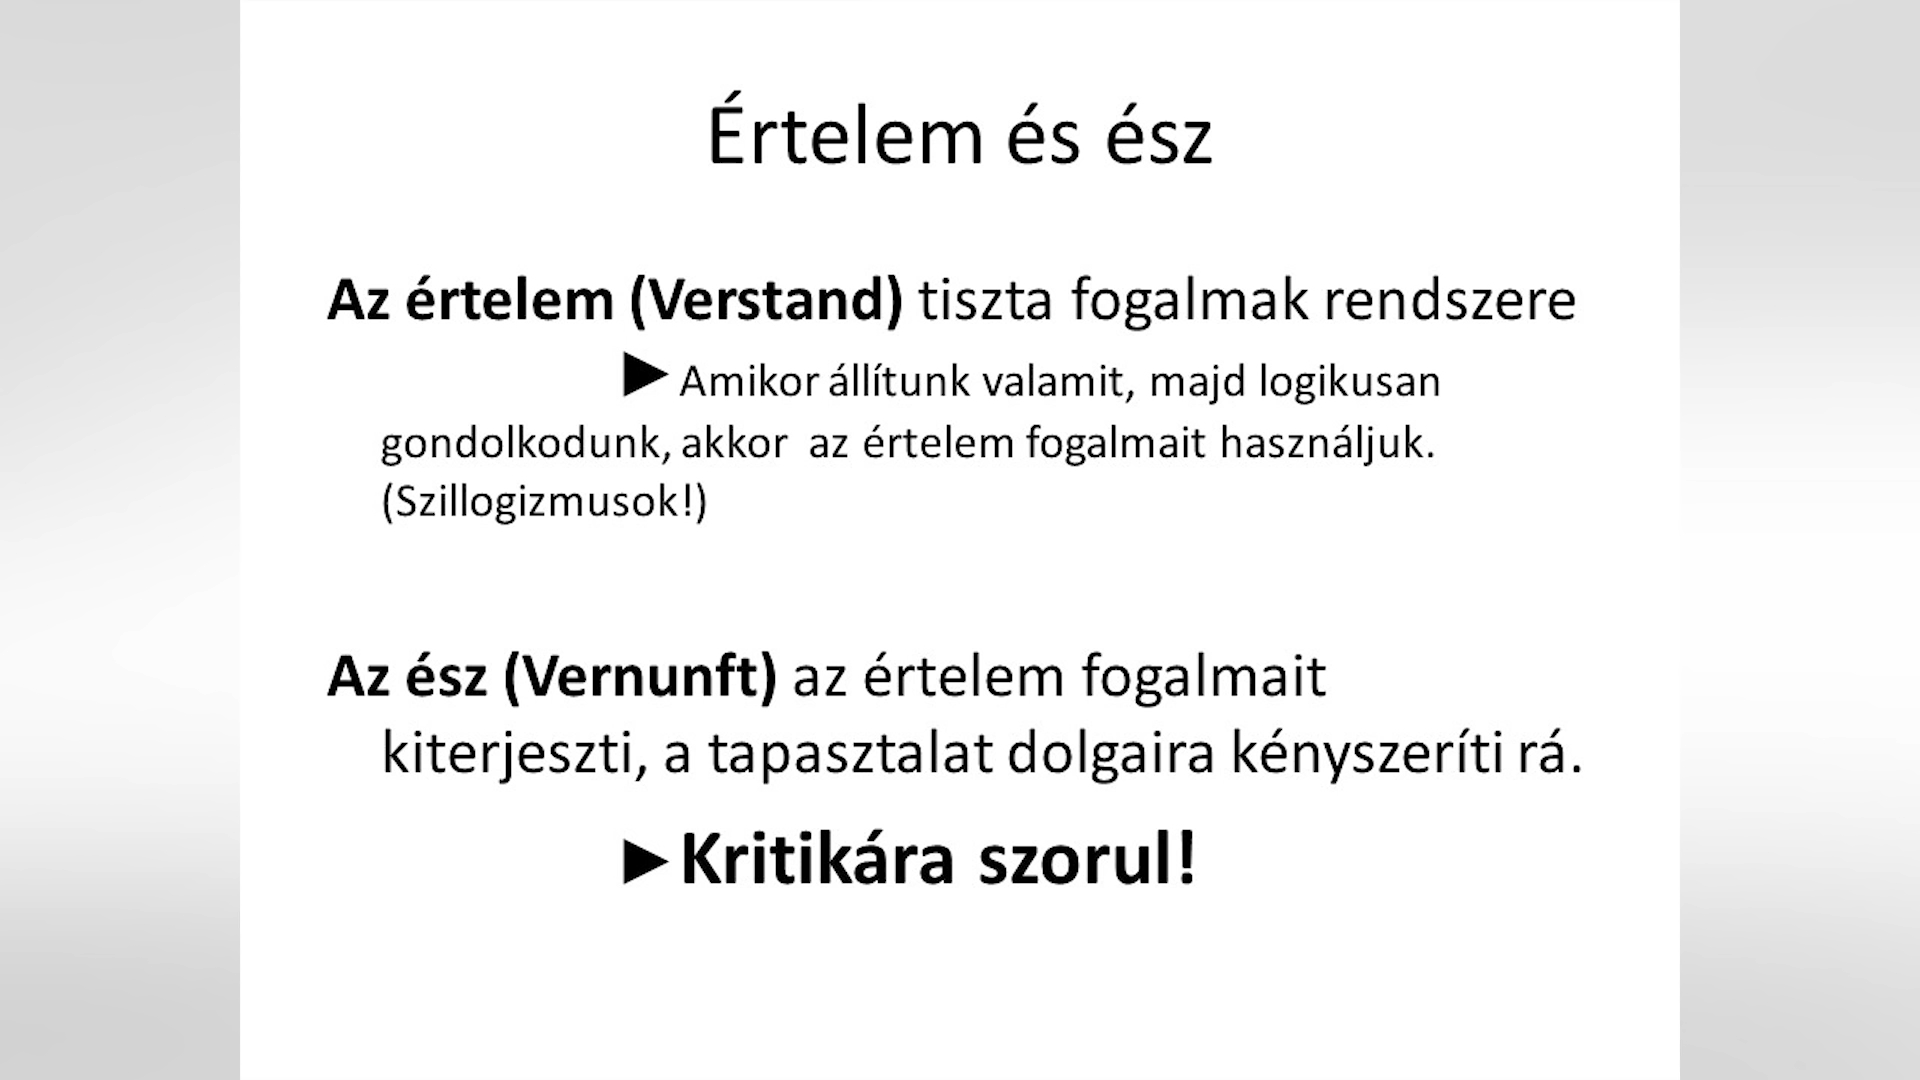 Értelem és ész
Az értelem (Verstand) tiszta fogalmak rendszere
►Amikor állítunk valamit, majd logikusan
gondolkodunk, akkor az értelem fogalmait használjuk.
(Szillogizmusok!)
Az ész (Vernunft) az értelem fogalmait
kiterjeszti, a tapasztalat dolgaira kényszeríti rá.
►Kritikára szorul!